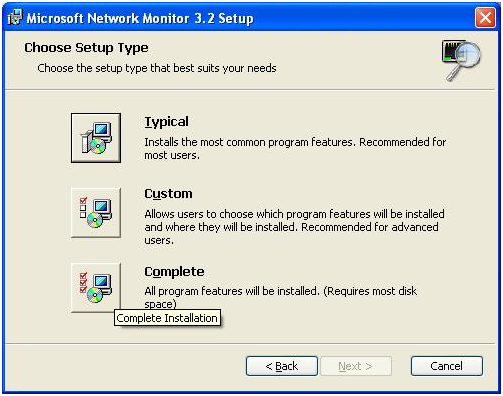 Microsoft Network Monitor 3.2 Setup
Choose Setup Type
Choose the setup type that best suits your needs
Typical
Installs the most common program features. Recommended for
most users.
Custom
Allows users to choose which program features will be installed
and where they will be installed. Recommended for advanced
users.
Complete
All program features will be installed. (Requires most disk
space)
Complete Installation
< Back
Next >
Cancel